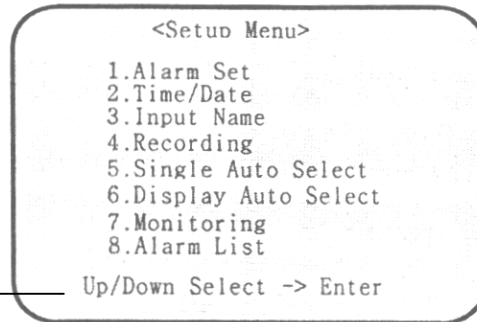 <Setup Menu>
1.Alarm Set
2.Time/Date
3.Input Name
4.Recording
5.Single Auto Select
6.Display Auto Select
7.Monitoring
8.Alarm List
Up/Down Select -> Enter